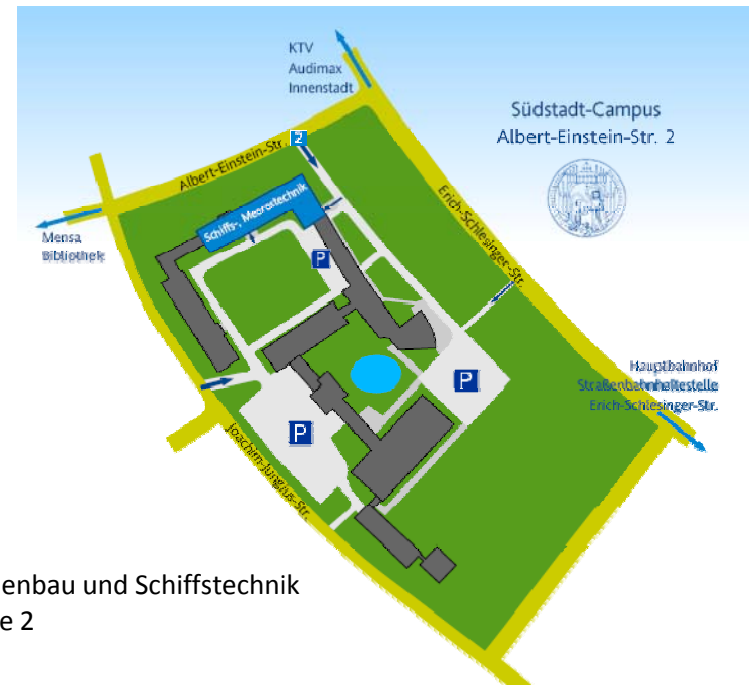 KTV
Audimax
Innenstadt
Südstadt-Campus
Albert-Einstein-Str. 2
2
Albert-Einstein-Str.
Erich-Schlesinger-Str.
Schiffs-, Meerestechnik
Mensa
Bibliothek
P
Hauptbahnhof
Straßenbahnhaltestelle
Erich-Schlesinger-Str.
P
P
Joachim-Jungius-Str.
enbau und Schiffstechnik
e 2